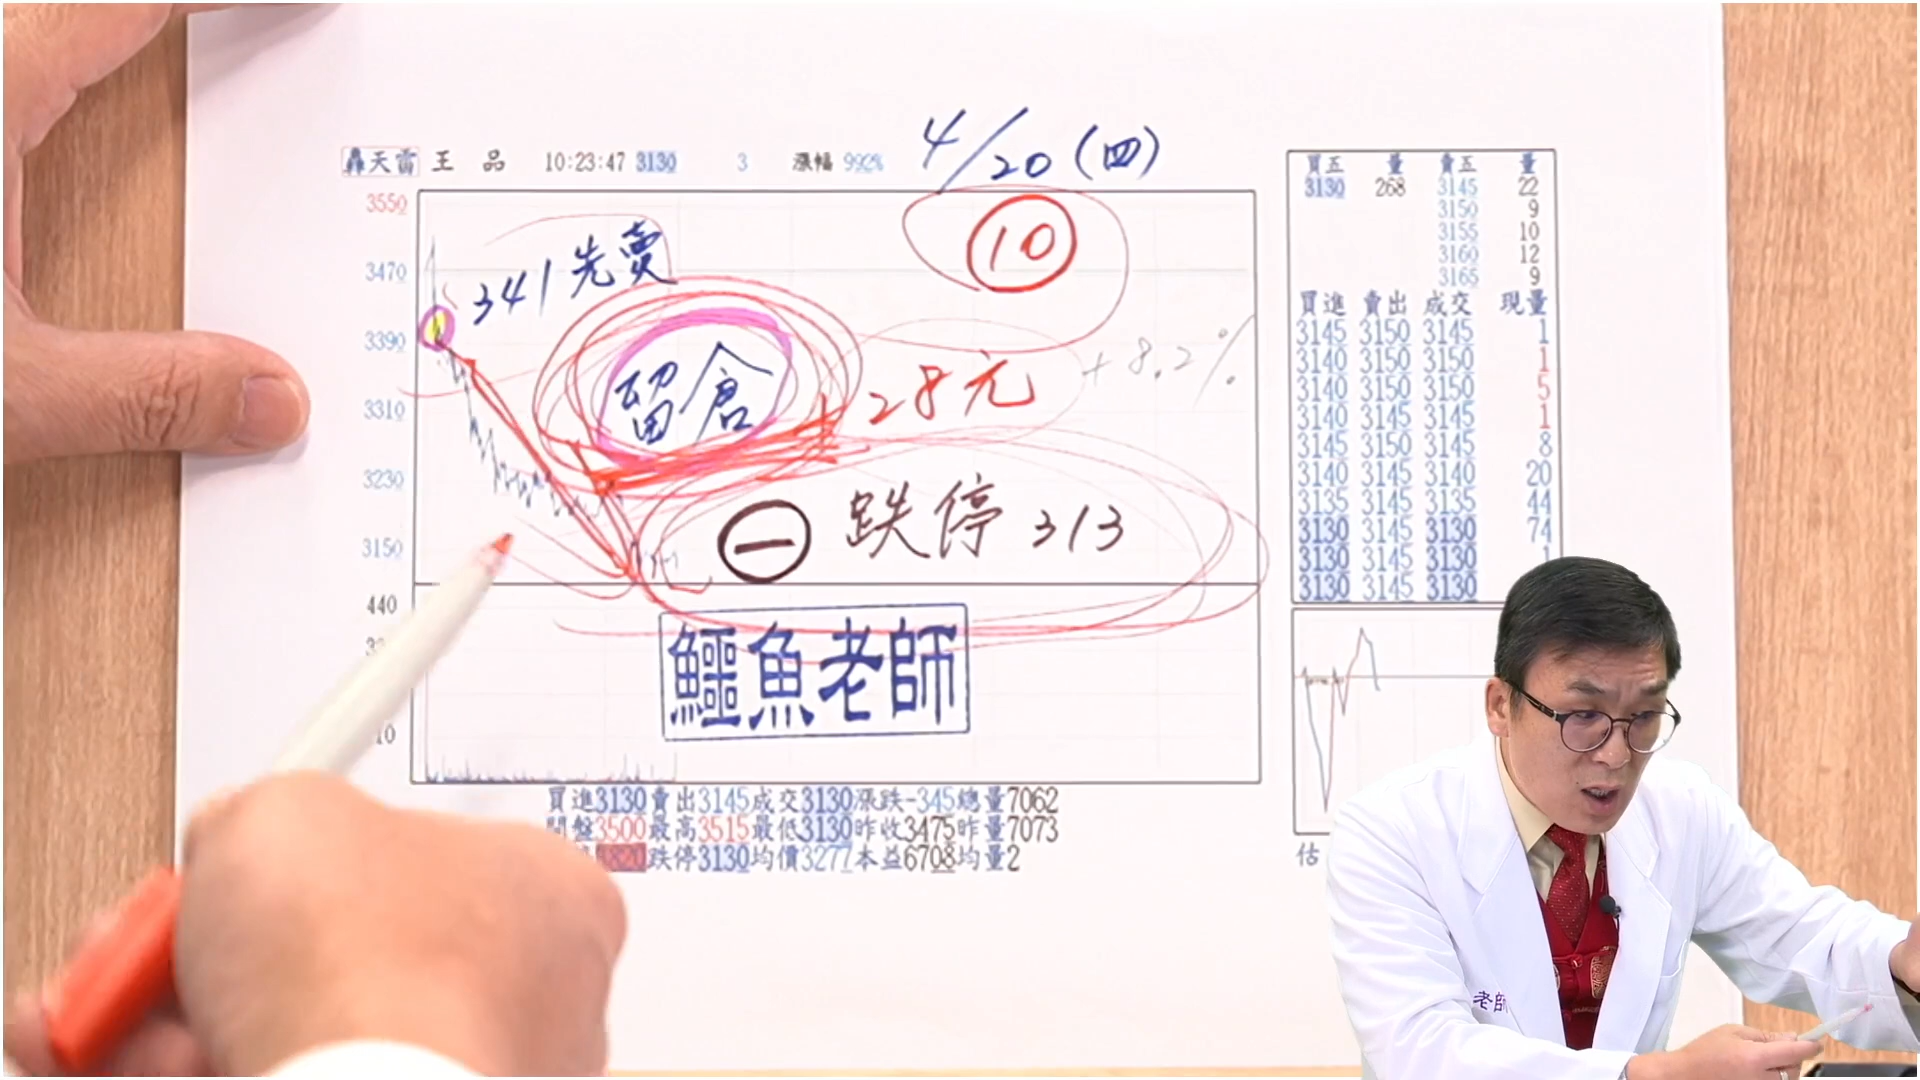 4/20(四)
轟天雷 王品 10:23:47 3130 3 漲幅 992%
⑩
341先賣
留倉
28元
+8.2%
㊀ 跌停 313
鱷魚老師
3550
3470
3390
3310
3230
3150
440
買五 量 賣五 量
3130 268 3145 22
3150 9
3155 10
3160 12
3165 9
買進 賣出 成交 現量
3145 3150 3145 1
3140 3150 3150 1
3140 3150 3150 5
3140 3145 3145 1
3145 3150 3145 8
3140 3145 3140 20
3135 3145 3135 44
3130 3145 3130 74
3130 3145 3130 1
3130 3145 3130
買進3130賣出3145成交3130漲跌-345總量7062
開盤3500最高3515最低3130昨收3475昨量7073
跌停3130均價3277本益6708均量2
估
老師